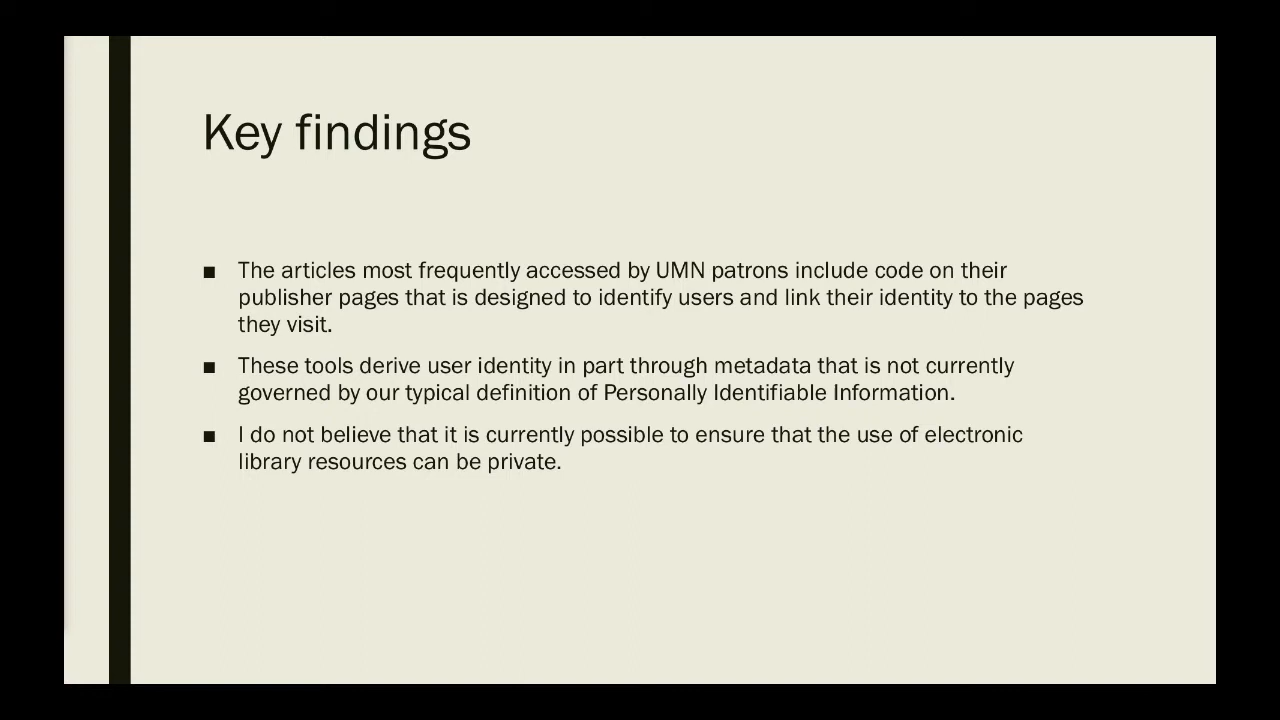 Key findings
■ The articles most frequently accessed by UMN patrons include code on their
publisher pages that is designed to identify users and link their identity to the pages
they visit.
■ These tools derive user identity in part through metadata that is not currently
governed by our typical definition of Personally Identifiable Information.
■ I do not believe that it is currently possible to ensure that the use of electronic
library resources can be private.